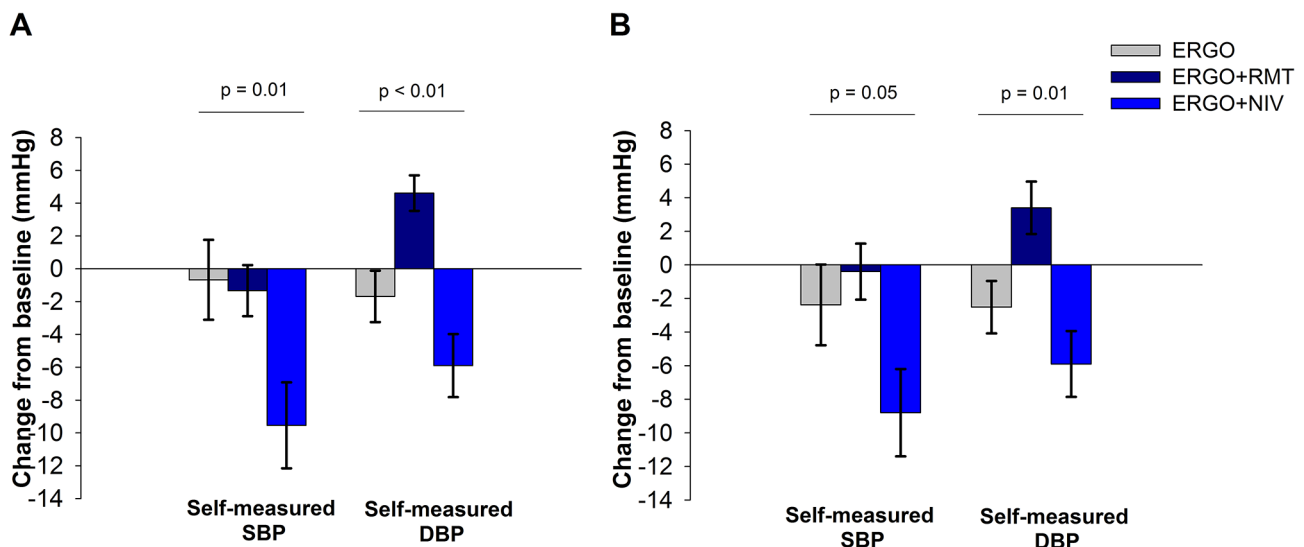 A
p = 0.01
p < 0.01
Change from baseline (mmHg)
8
6
4
2
0
-2
-4
-6
-8
-10
-12
-14
Self-measured
SBP
Self-measured
DBP
B
ERGO
ERGO+RMT
ERGO+NIV
p = 0.05
p = 0.01
Change from baseline (mmHg)
8
6
4
2
0
-2
-4
-6
-8
-10
-12
-14
Self-measured
SBP
Self-measured
DBP